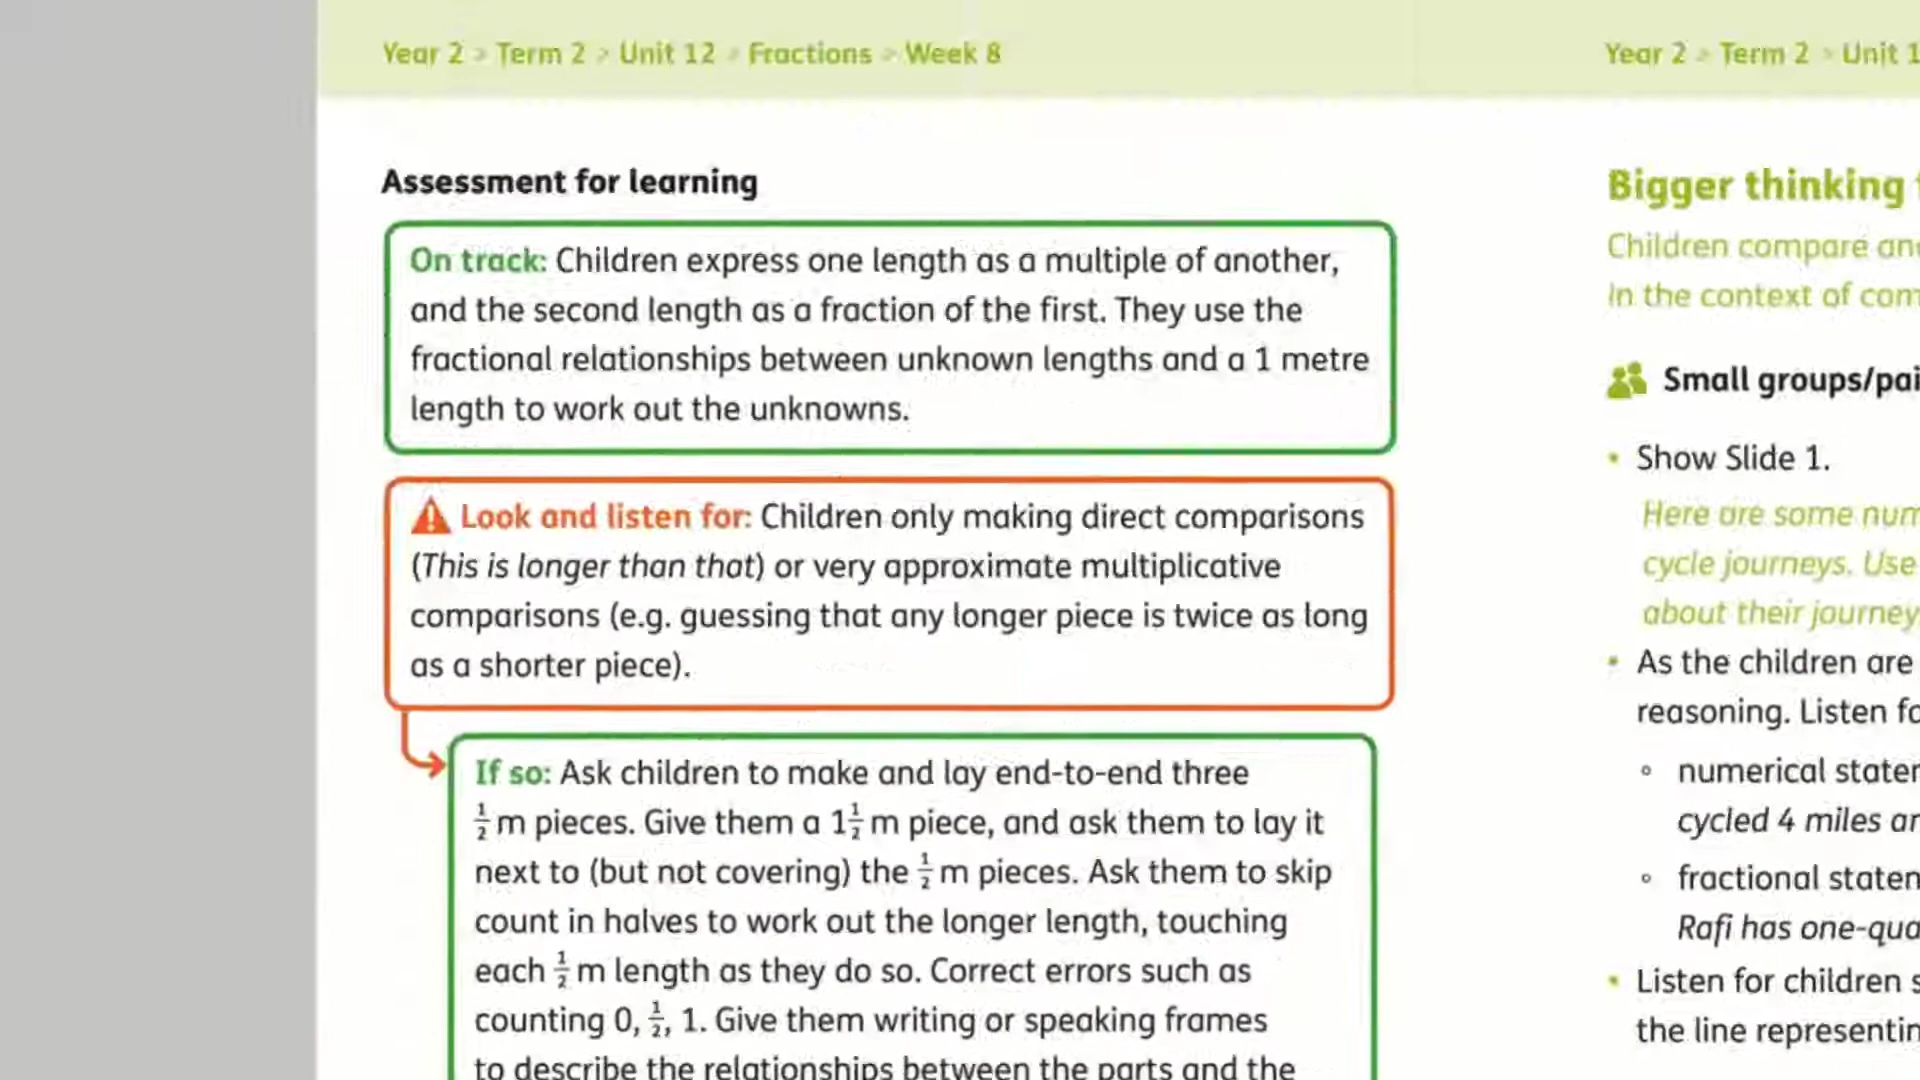 Year 2 > Term 2 > Unit 12 > Fractions > Week 8
Assessment for learning
On track: Children express one length as a multiple of another,
and the second length as a fraction of the first. They use the
fractional relationships between unknown lengths and a 1 metre
length to work out the unknowns.
Look and listen for: Children only making direct comparisons
(This is longer than that) or very approximate multiplicative
comparisons (e.g. guessing that any longer piece is twice as long
as a shorter piece).
If so: Ask children to make and lay end-to-end three
½ m pieces. Give them a 1½ m piece, and ask them to lay it
next to (but not covering) the ½ m pieces. Ask them to skip
count in halves to work out the longer length, touching
each ½ m length as they do so. Correct errors such as
counting 0, ½, 1. Give them writing or speaking frames
to describe the relationships between the parts and the
Year 2 > Term 2 > Unit 1
Bigger thinking
Children compare and
In the context of com
Small groups/pai
• Show Slide 1.
Here are some num
cycle journeys. Use
about their journey
• As the children are
reasoning. Listen fo
◦ numerical stater
cycled 4 miles ar
◦ fractional staten
Rafi has one-qua
• Listen for children s
the line representin